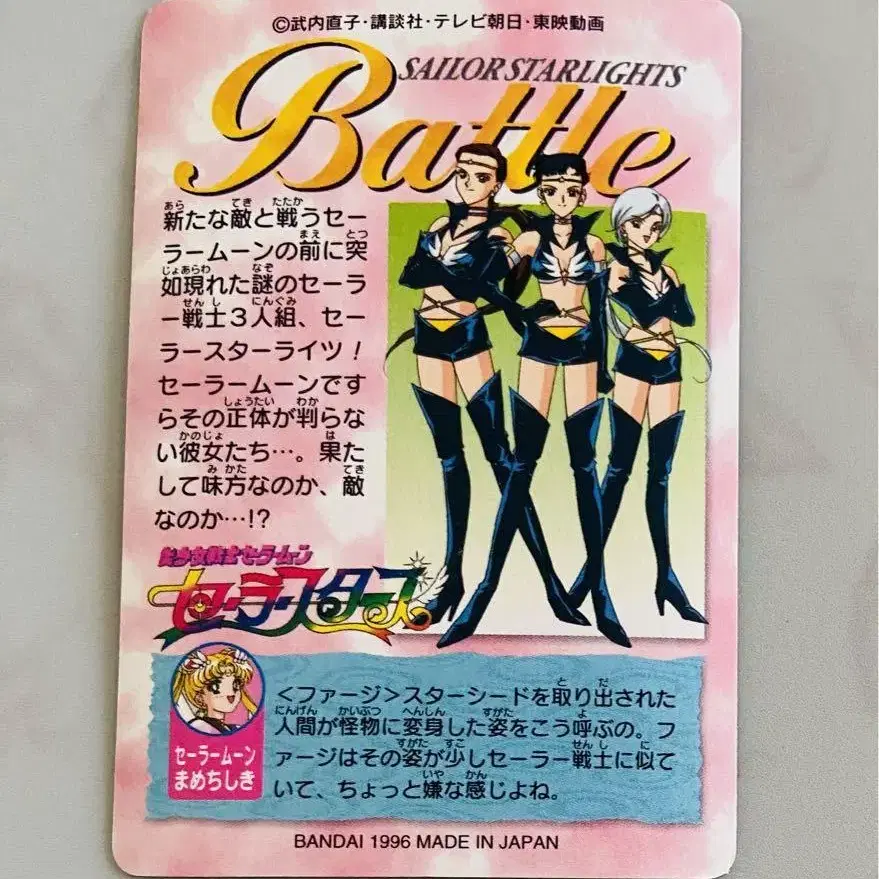 ©武内直子・講談社・テレビ朝日・東映動画
SAILOR STARLIGHTS
Battle
新たな敵と戦うセー
ラームーンの前に突
如現れた謎のセーラ
ー戦士3人組、セー
ラースターライツ!
セーラームーンです
らその正体が判らな
い彼女たち…。果た
して味方なのか、敵
なのか…!?
美少女戦士セーラームーン
セーラースターズ
<ファージ>スターシードを取り出された
人間が怪物に変身した姿をこう呼ぶの。フ
ァージはその姿が少しセーラー戦士に似て
いて、ちょっと嫌な感じよね。
セーラームーン
まめちしき
BANDAI 1996 MADE IN JAPAN